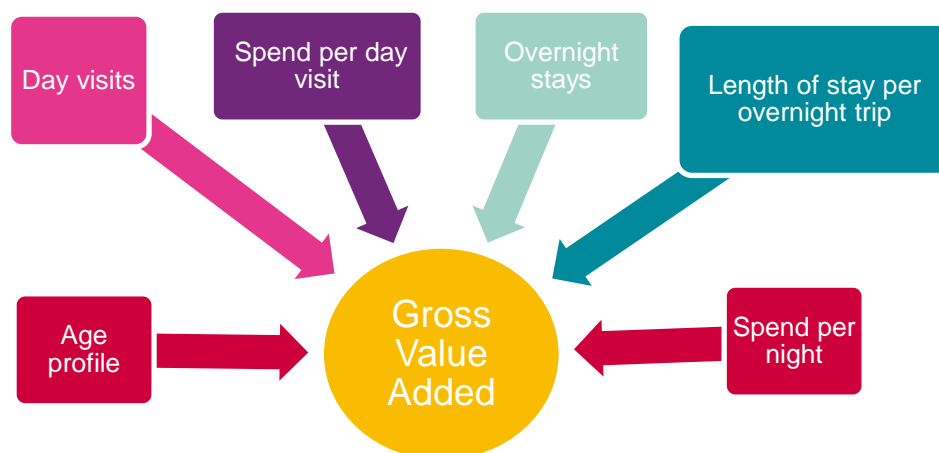 Day visits
Spend per day
visit
Overnight
stays
Length of stay per
overnight trip
Age
profile
Gross
Value
Added
Spend per
night